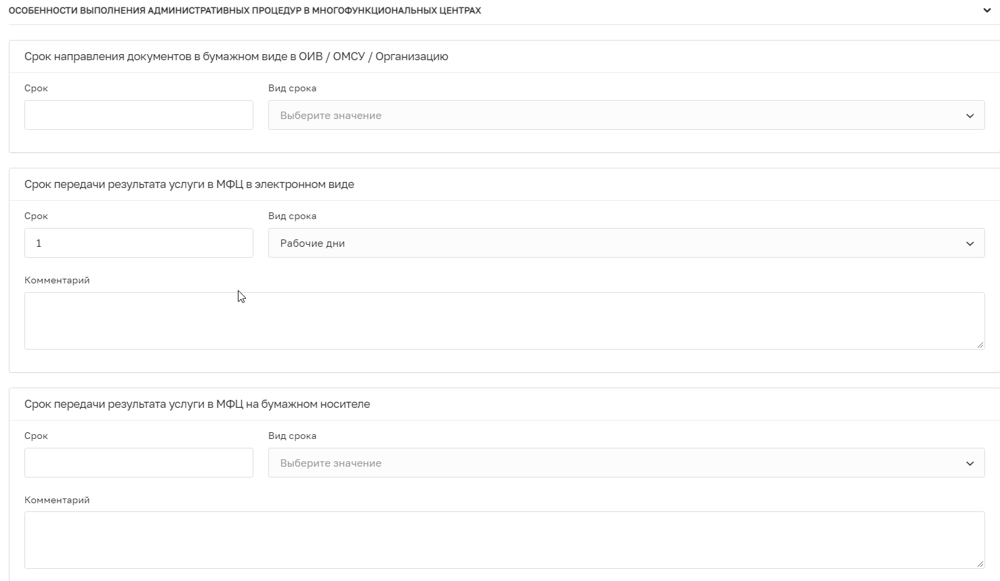 ОСОБЕННОСТИ ВЫПОЛНЕНИЯ АДМИНИСТРАТИВНЫХ ПРОЦЕДУР В МНОГОФУНКЦИОНАЛЬНЫХ ЦЕНТРАХ
Срок направления документов в бумажном виде в ОИВ / ОМСУ / Организацию
Срок Вид срока
Выберите значение
Срок передачи результата услуги в МФЦ в электронном виде
Срок Вид срока
1 Рабочие дни
Комментарий
Срок передачи результата услуги в МФЦ на бумажном носителе
Срок Вид срока
Выберите значение
Комментарий